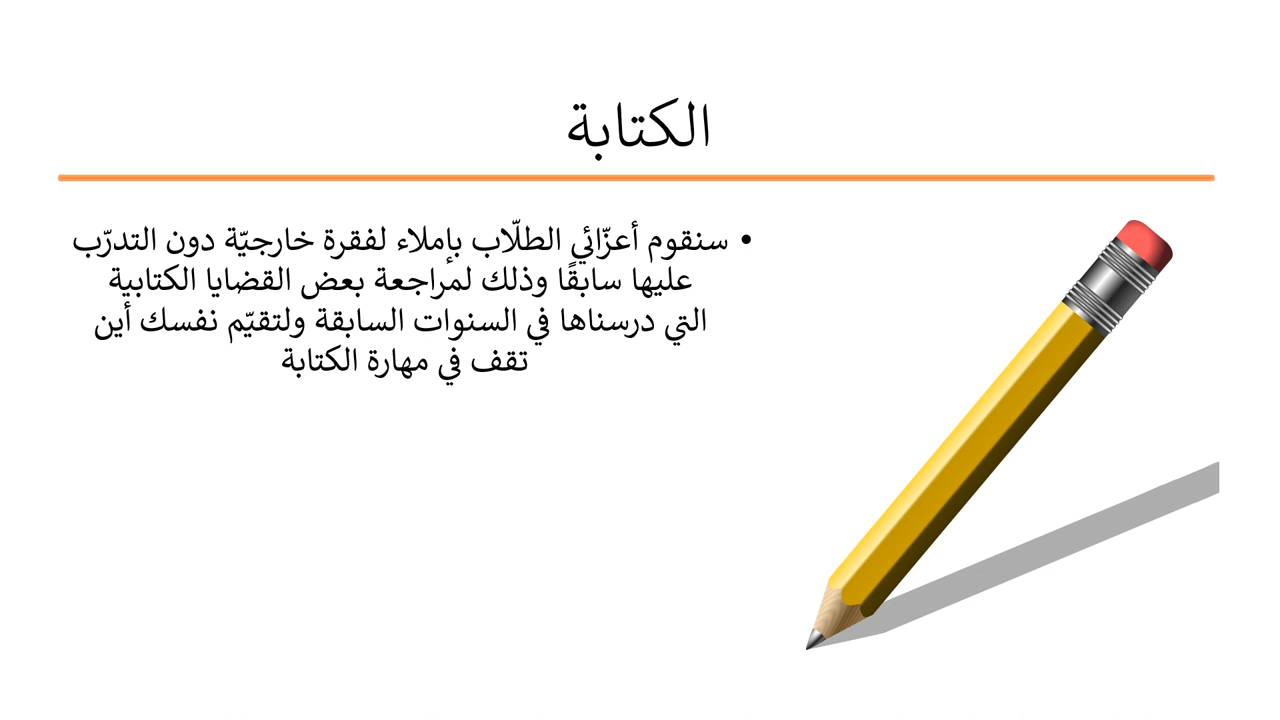 الكتابة
• سنقوم أعزّائي الطلّاب بإملاء لفقرة خارجيّة دون التدرّب
عليها سابقًا وذلك لمراجعة بعض القضايا الكتابية
التي درسناها في السنوات السابقة ولتقيّم نفسك أين
تقف في مهارة الكتابة